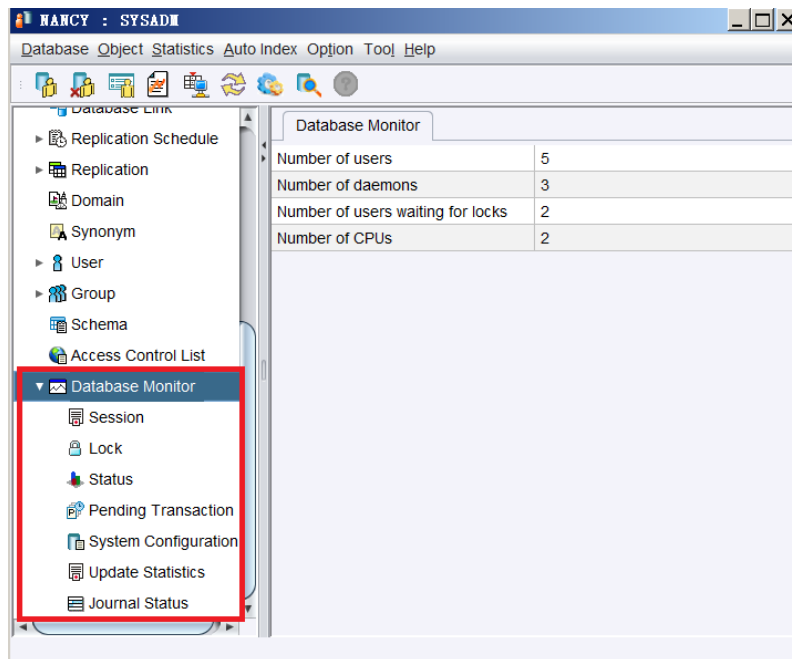 NANCY : SYSADM
Database Object Statistics Auto Index Option Tool Help
Database Link
Replication Schedule
Replication
Domain
Synonym
User
Group
Schema
Access Control List
Database Monitor
Session
Lock
Status
Pending Transaction
System Configuration
Update Statistics
Journal Status
Database Monitor
Number of users 5
Number of daemons 3
Number of users waiting for locks 2
Number of CPUs 2